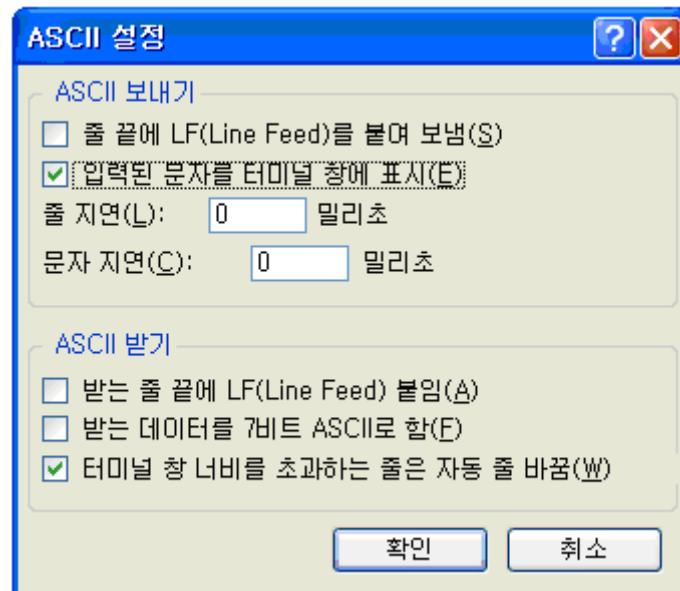 ASCII 설정
ASCII 보내기
줄 끝에 LF(Line Feed)를 붙여 보냄(S)
입력된 문자를 터미널 창에 표시(E)
줄 지연(L): 0 밀리초
문자 지연(C): 0 밀리초
ASCII 받기
받는 줄 끝에 LF(Line Feed) 붙임(A)
받는 데이터를 7비트 ASCII로 함(F)
터미널 창 너비를 초과하는 줄은 자동 줄 바꿈(W)
확인 취소